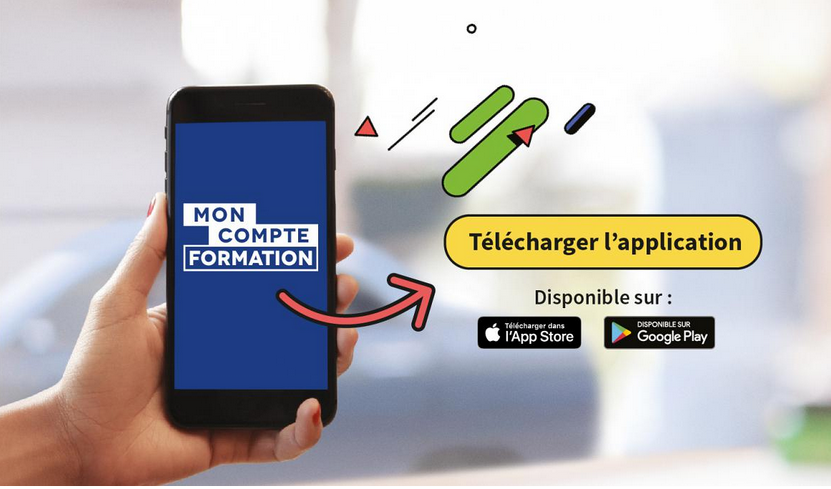 MON
COMPTE
FORMATION
Télécharger l’application
Disponible sur :
Télécharger dans
l’App Store
DISPONIBLE SUR
Google Play